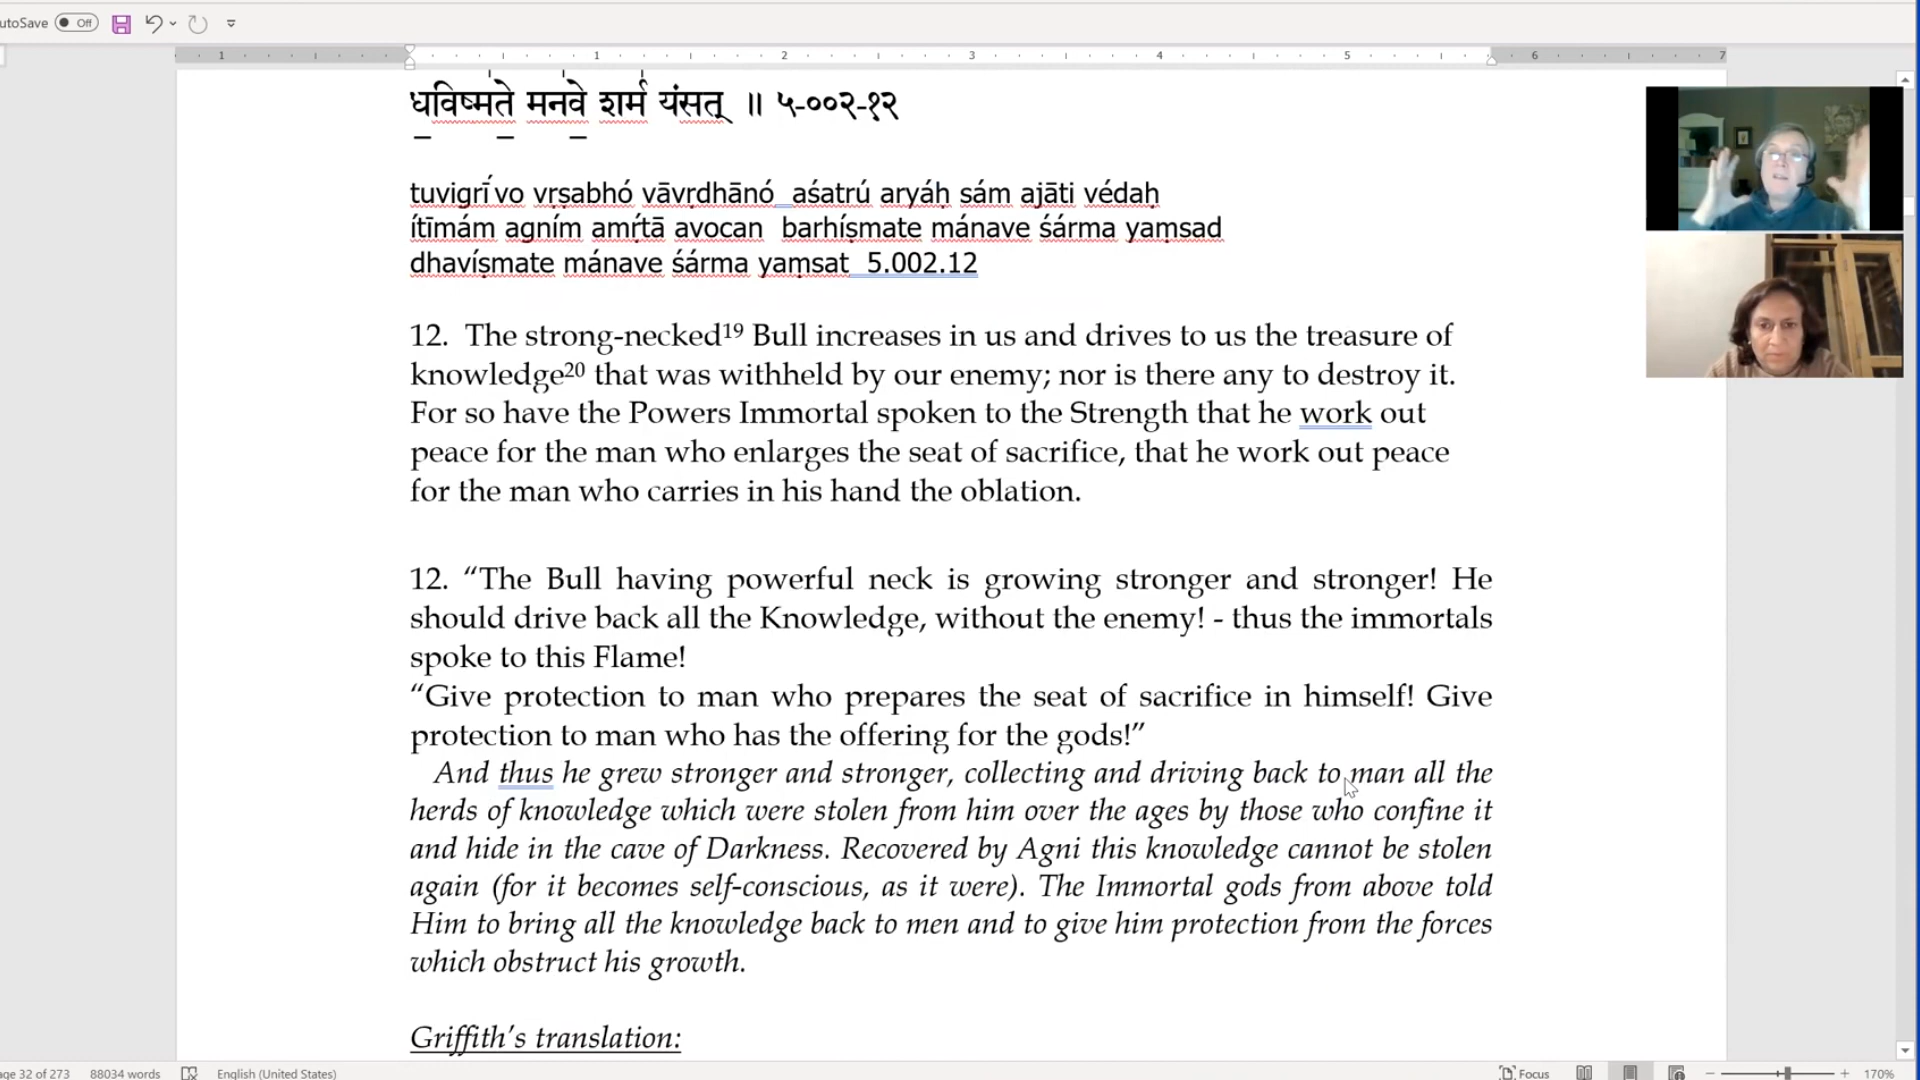 utoSave Off
1 1 2 3 4 5 6 7
धविष्मते मनवे शर्म यंसत् ॥ ५-००२-१२
tuvigrī́vo vṛṣabhó vāvṛdhānó aśatrú aryáḥ sám ajāti védaḥ
ítīmám agním amṛ́tā avocan barhíṣmate mánave śárma yaṃsad
dhavíṣmate mánave śárma yaṃsat 5.002.12
12. The strong-necked19 Bull increases in us and drives to us the treasure of
knowledge20 that was withheld by our enemy; nor is there any to destroy it.
For so have the Powers Immortal spoken to the Strength that he work out
peace for the man who enlarges the seat of sacrifice, that he work out peace
for the man who carries in his hand the oblation.
12. “The Bull having powerful neck is growing stronger and stronger! He
should drive back all the Knowledge, without the enemy! - thus the immortals
spoke to this Flame!
“Give protection to man who prepares the seat of sacrifice in himself! Give
protection to man who has the offering for the gods!”
And thus he grew stronger and stronger, collecting and driving back to man all the
herds of knowledge which were stolen from him over the ages by those who confine it
and hide in the cave of Darkness. Recovered by Agni this knowledge cannot be stolen
again (for it becomes self-conscious, as it were). The Immortal gods from above told
Him to bring all the knowledge back to men and to give him protection from the forces
which obstruct his growth.
Griffith’s translation:
age 32 of 273 88034 words English (United States) Focus 170%